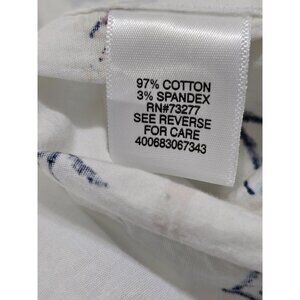 97% COTTON
3% SPANDEX
RN#73277
SEE REVERSE
FOR CARE
400683067343